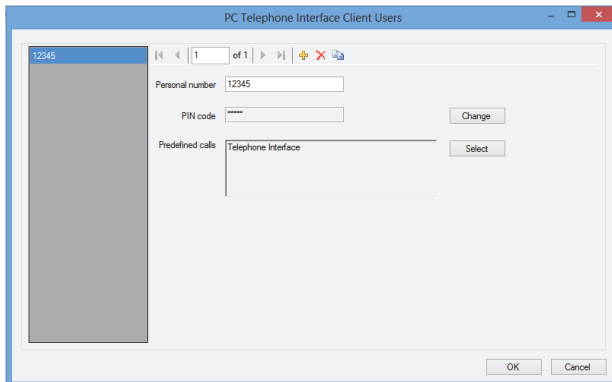 PC Telephone Interface Client Users
12345
1 of 1
Personal number 12345
PIN code *****
Change
Predefined calls Telephone Interface
Select
OK Cancel